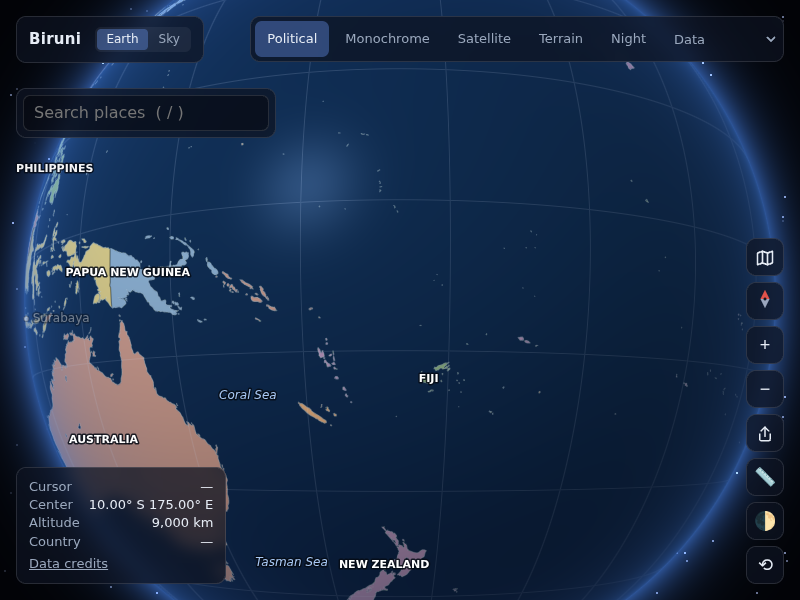 Biruni Earth Sky
Political Monochrome Satellite Terrain Night Data
Search places ( / )
PHILIPPINES
PAPUA NEW GUINEA
Surabaya
FIJI
Coral Sea
AUSTRALIA
Tasman Sea
NEW ZEALAND
Cursor —
Center 10.00° S 175.00° E
Altitude 9,000 km
Country —
Data credits